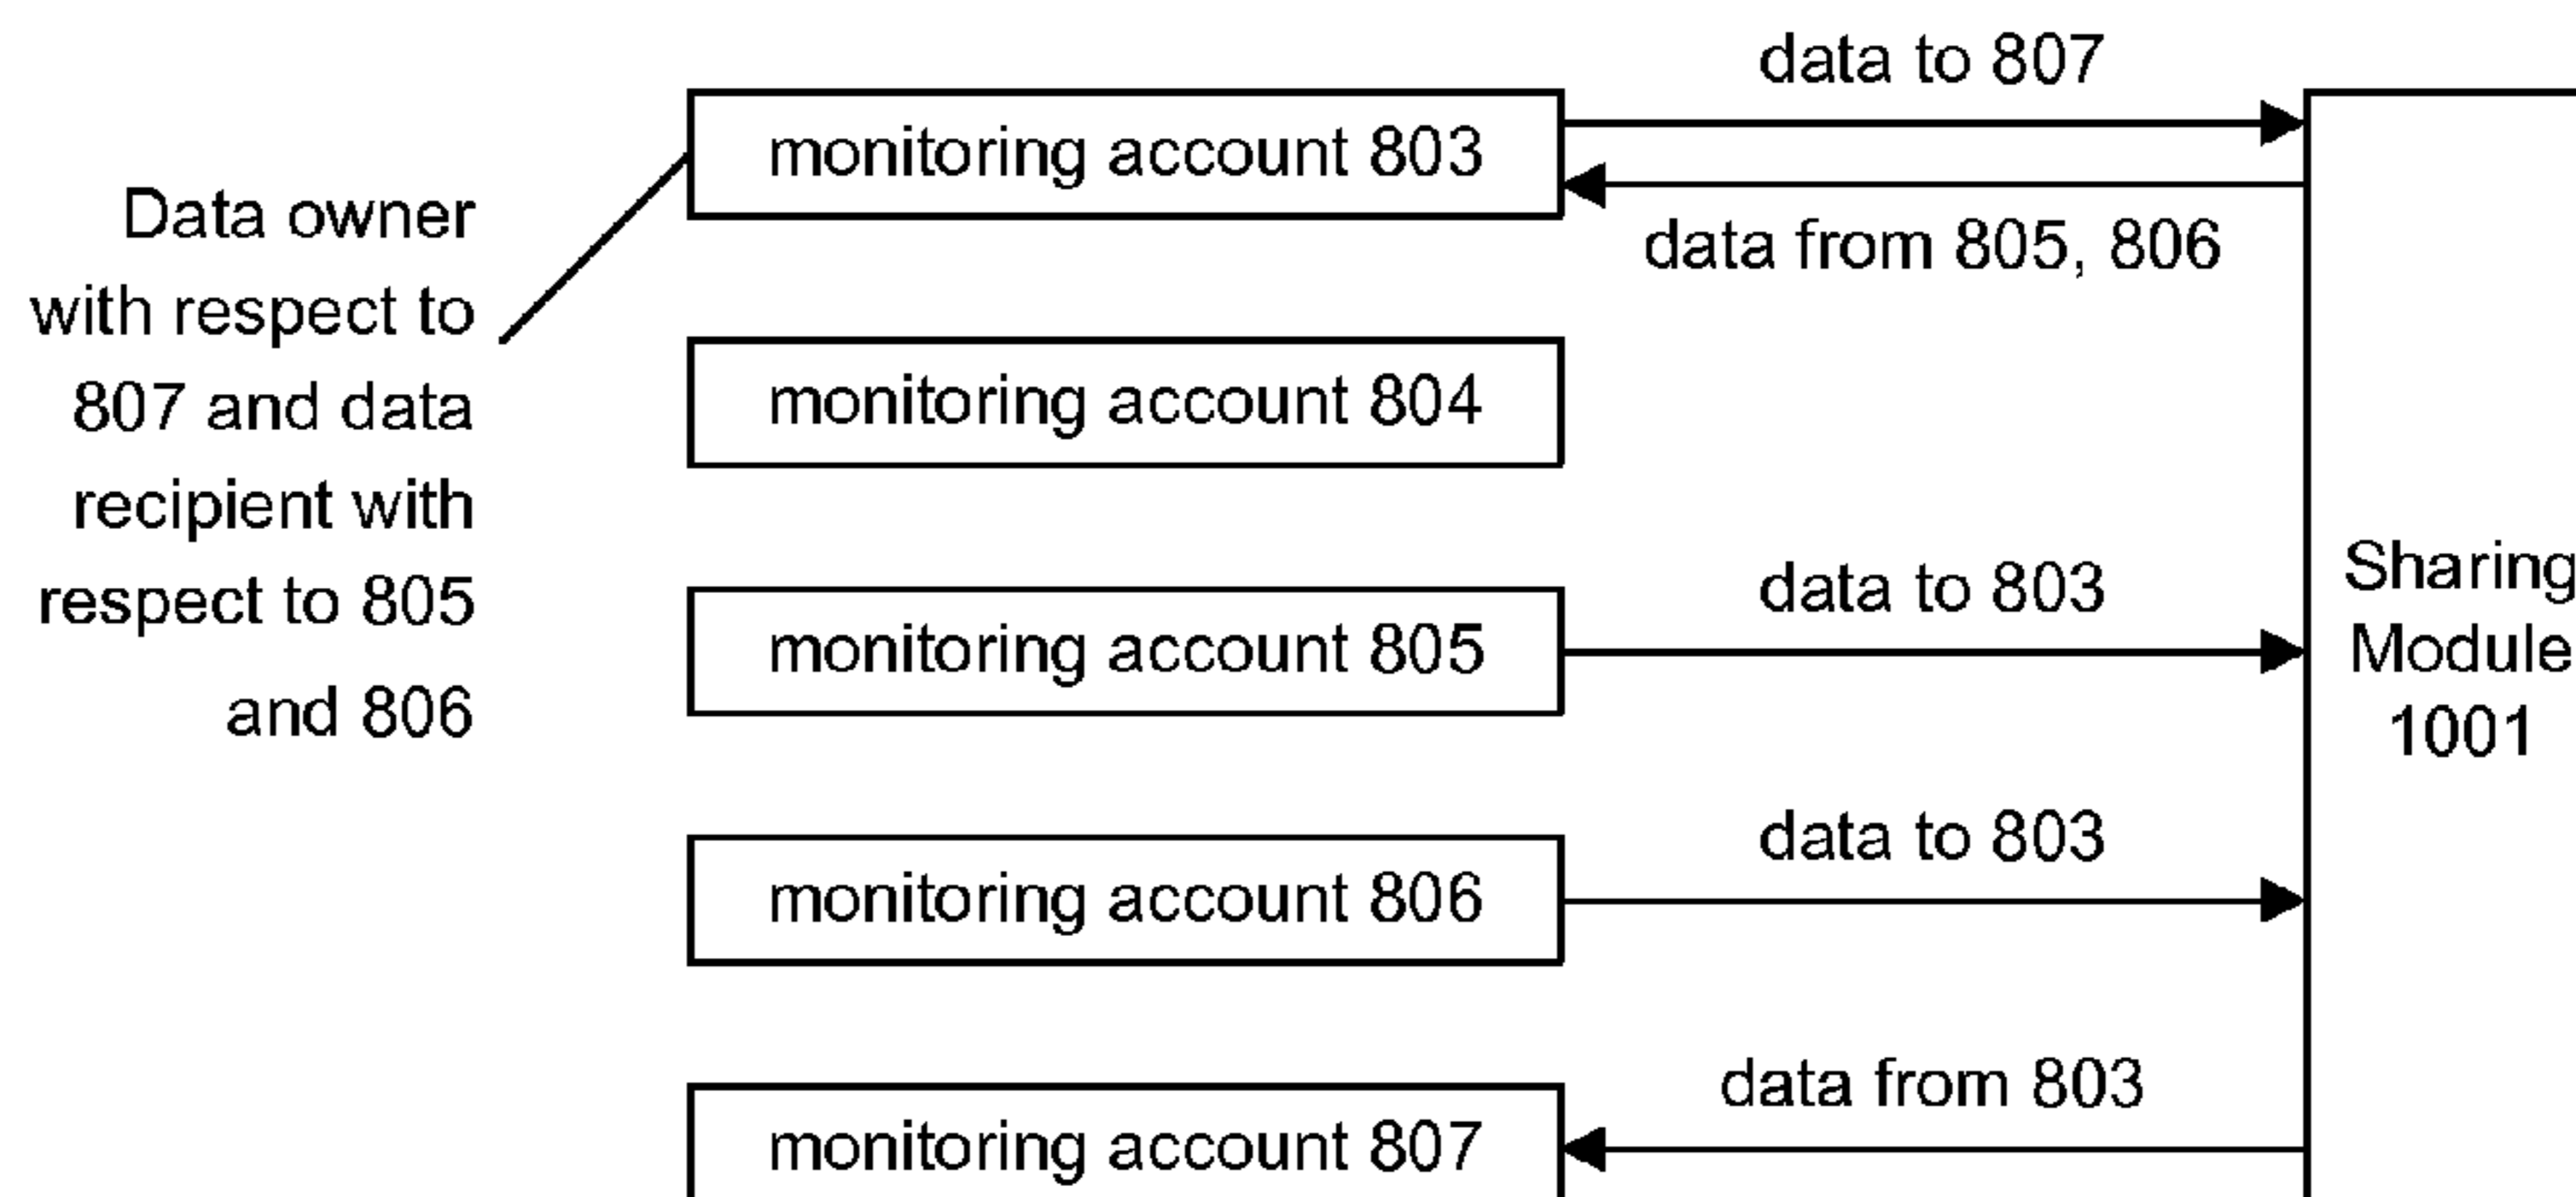 data to 807
monitoring account 803
data from 805, 806
Data owner
with respect to
807 and data
recipient with
respect to 805
and 806
monitoring account 804
data to 803
monitoring account 805
Sharing
Module
1001
data to 803
monitoring account 806
data from 803
monitoring account 807